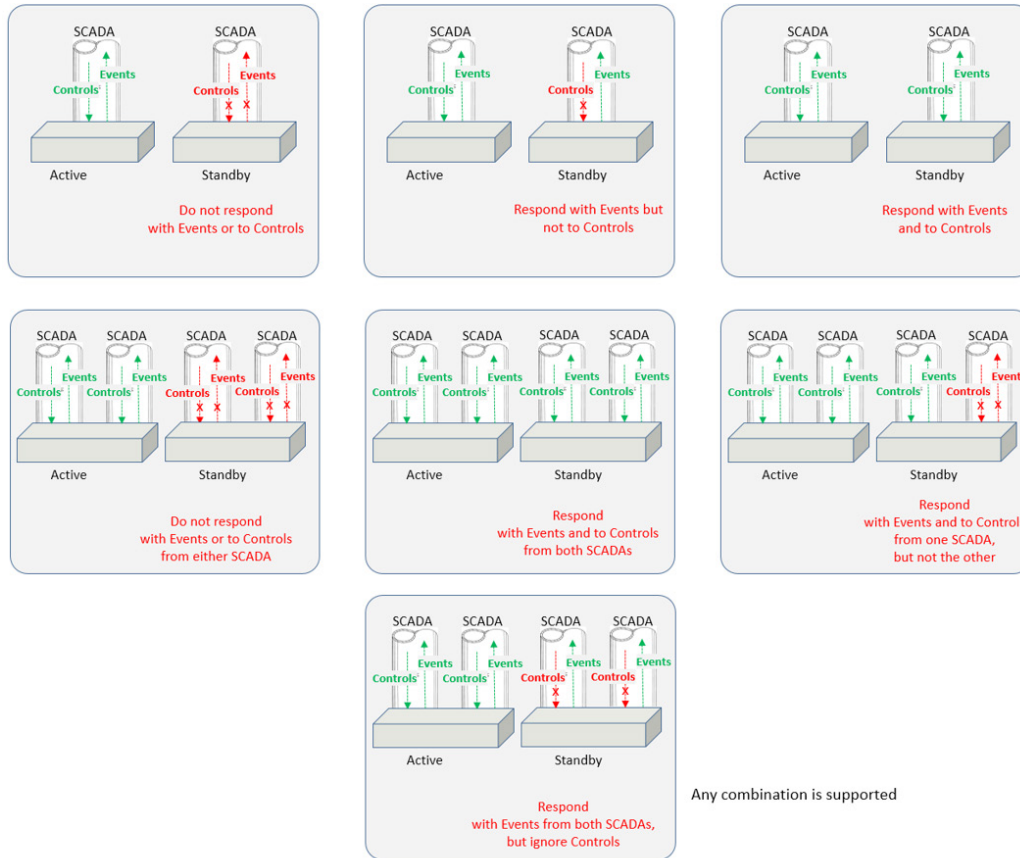 SCADA SCADA
Events Events
Controls Controls
Active Standby
Do not respond
with Events or to Controls
SCADA SCADA
Events Events
Controls Controls
Active Standby
Respond with Events but
not to Controls
SCADA SCADA
Events Events
Controls Controls
Active Standby
Respond with Events
and to Controls
SCADA SCADA SCADA SCADA
Events Events Events Events
Controls Controls Controls Controls
Active Standby
Do not respond
with Events or to Controls
from either SCADA
SCADA SCADA SCADA SCADA
Events Events Events Events
Controls Controls Controls Controls
Active Standby
Respond
with Events and to Controls
from both SCADAs
SCADA SCADA SCADA SCADA
Events Events Events Event
Controls Controls Controls Controls
Active Standby
Respond
with Events and to Control
from one SCADA,
but not the other
SCADA SCADA SCADA SCADA
Events Events Events Events
Controls Controls Controls Controls
Active Standby
Respond
with Events from both SCADAs,
but ignore Controls
Any combination is supported